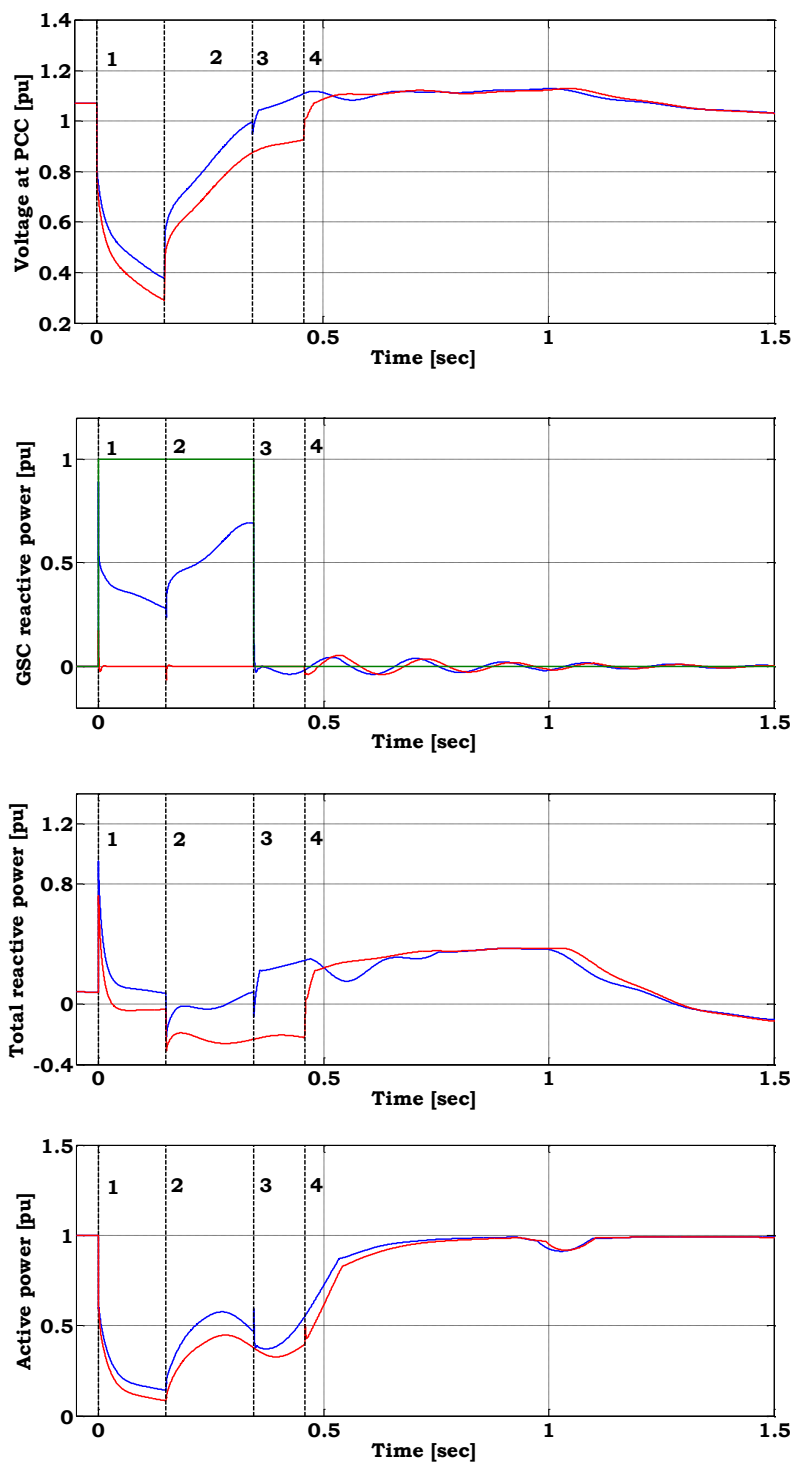 1.4
1.2
1
0.8
0.6
0.4
0.2
Voltage at PCC [pu]
1 2 3 4
0 0.5 1 1.5
Time [sec]
1
0.5
0
GSC reactive power [pu]
1 2 3 4
0 0.5 1 1.5
Time [sec]
1.2
0.8
0
-0.4
Total reactive power [pu]
1 2 3 4
0 0.5 1 1.5
Time [sec]
1.5
1
0.5
0
Active power [pu]
1 2 3 4
0 0.5 1 1.5
Time [sec]